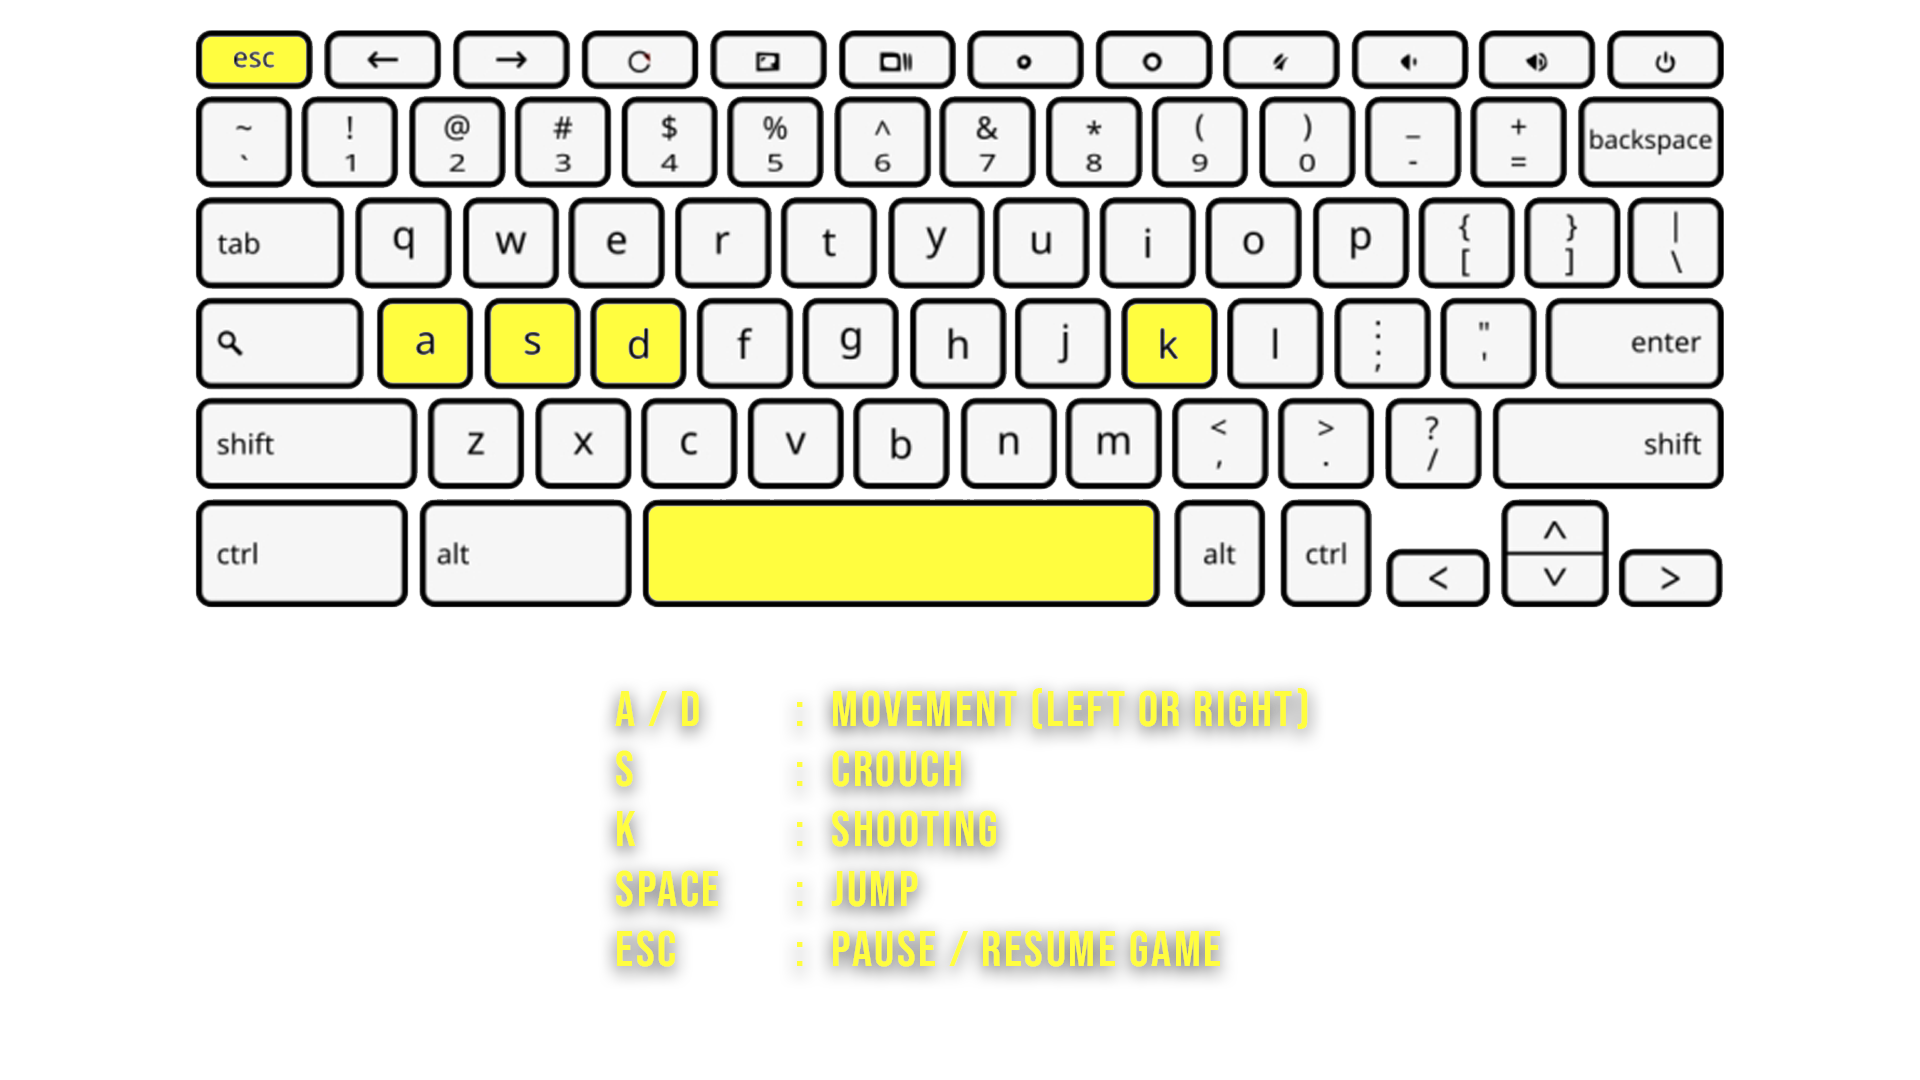 esc
~ ! @ # $ % ^ & * ( ) _ +
` 1 2 3 4 5 6 7 8 9 0 - = backspace
tab q w e r t y u i o p { } |
[ ] \
a s d f g h j k l : " enter
; '
shift z x c v b n m < > ? shift
, . /
ctrl alt alt ctrl < ^ v >
A / D : MOVEMENT (LEFT OR RIGHT)
S : CROUCH
K : SHOOTING
SPACE : JUMP
ESC : PAUSE / RESUME GAME